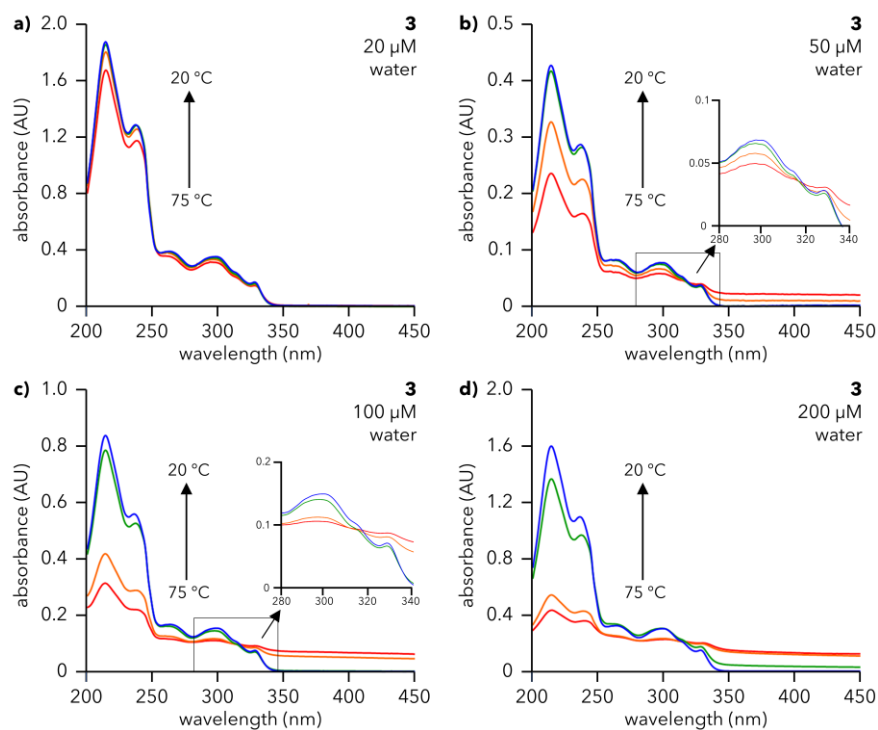 a) 3
20 µM
water
20 °C
75 °C
absorbance (AU)
2.0
1.6
1.2
0.8
0.4
0
200 250 300 350 400 450
wavelength (nm)
b) 3
50 µM
water
20 °C
75 °C
absorbance (AU)
0.5
0.4
0.3
0.2
0.1
0
200 250 300 350 400 450
wavelength (nm)
0.1
0.05
0
280 300 320 340
c) 3
100 µM
water
20 °C
75 °C
absorbance (AU)
1.0
0.8
0.6
0.4
0.2
0
200 250 300 350 400 450
wavelength (nm)
0.2
0.1
0
280 300 320 340
d) 3
200 µM
water
20 °C
75 °C
absorbance (AU)
2.0
1.6
1.2
0.8
0.4
0
200 250 300 350 400 450
wavelength (nm)